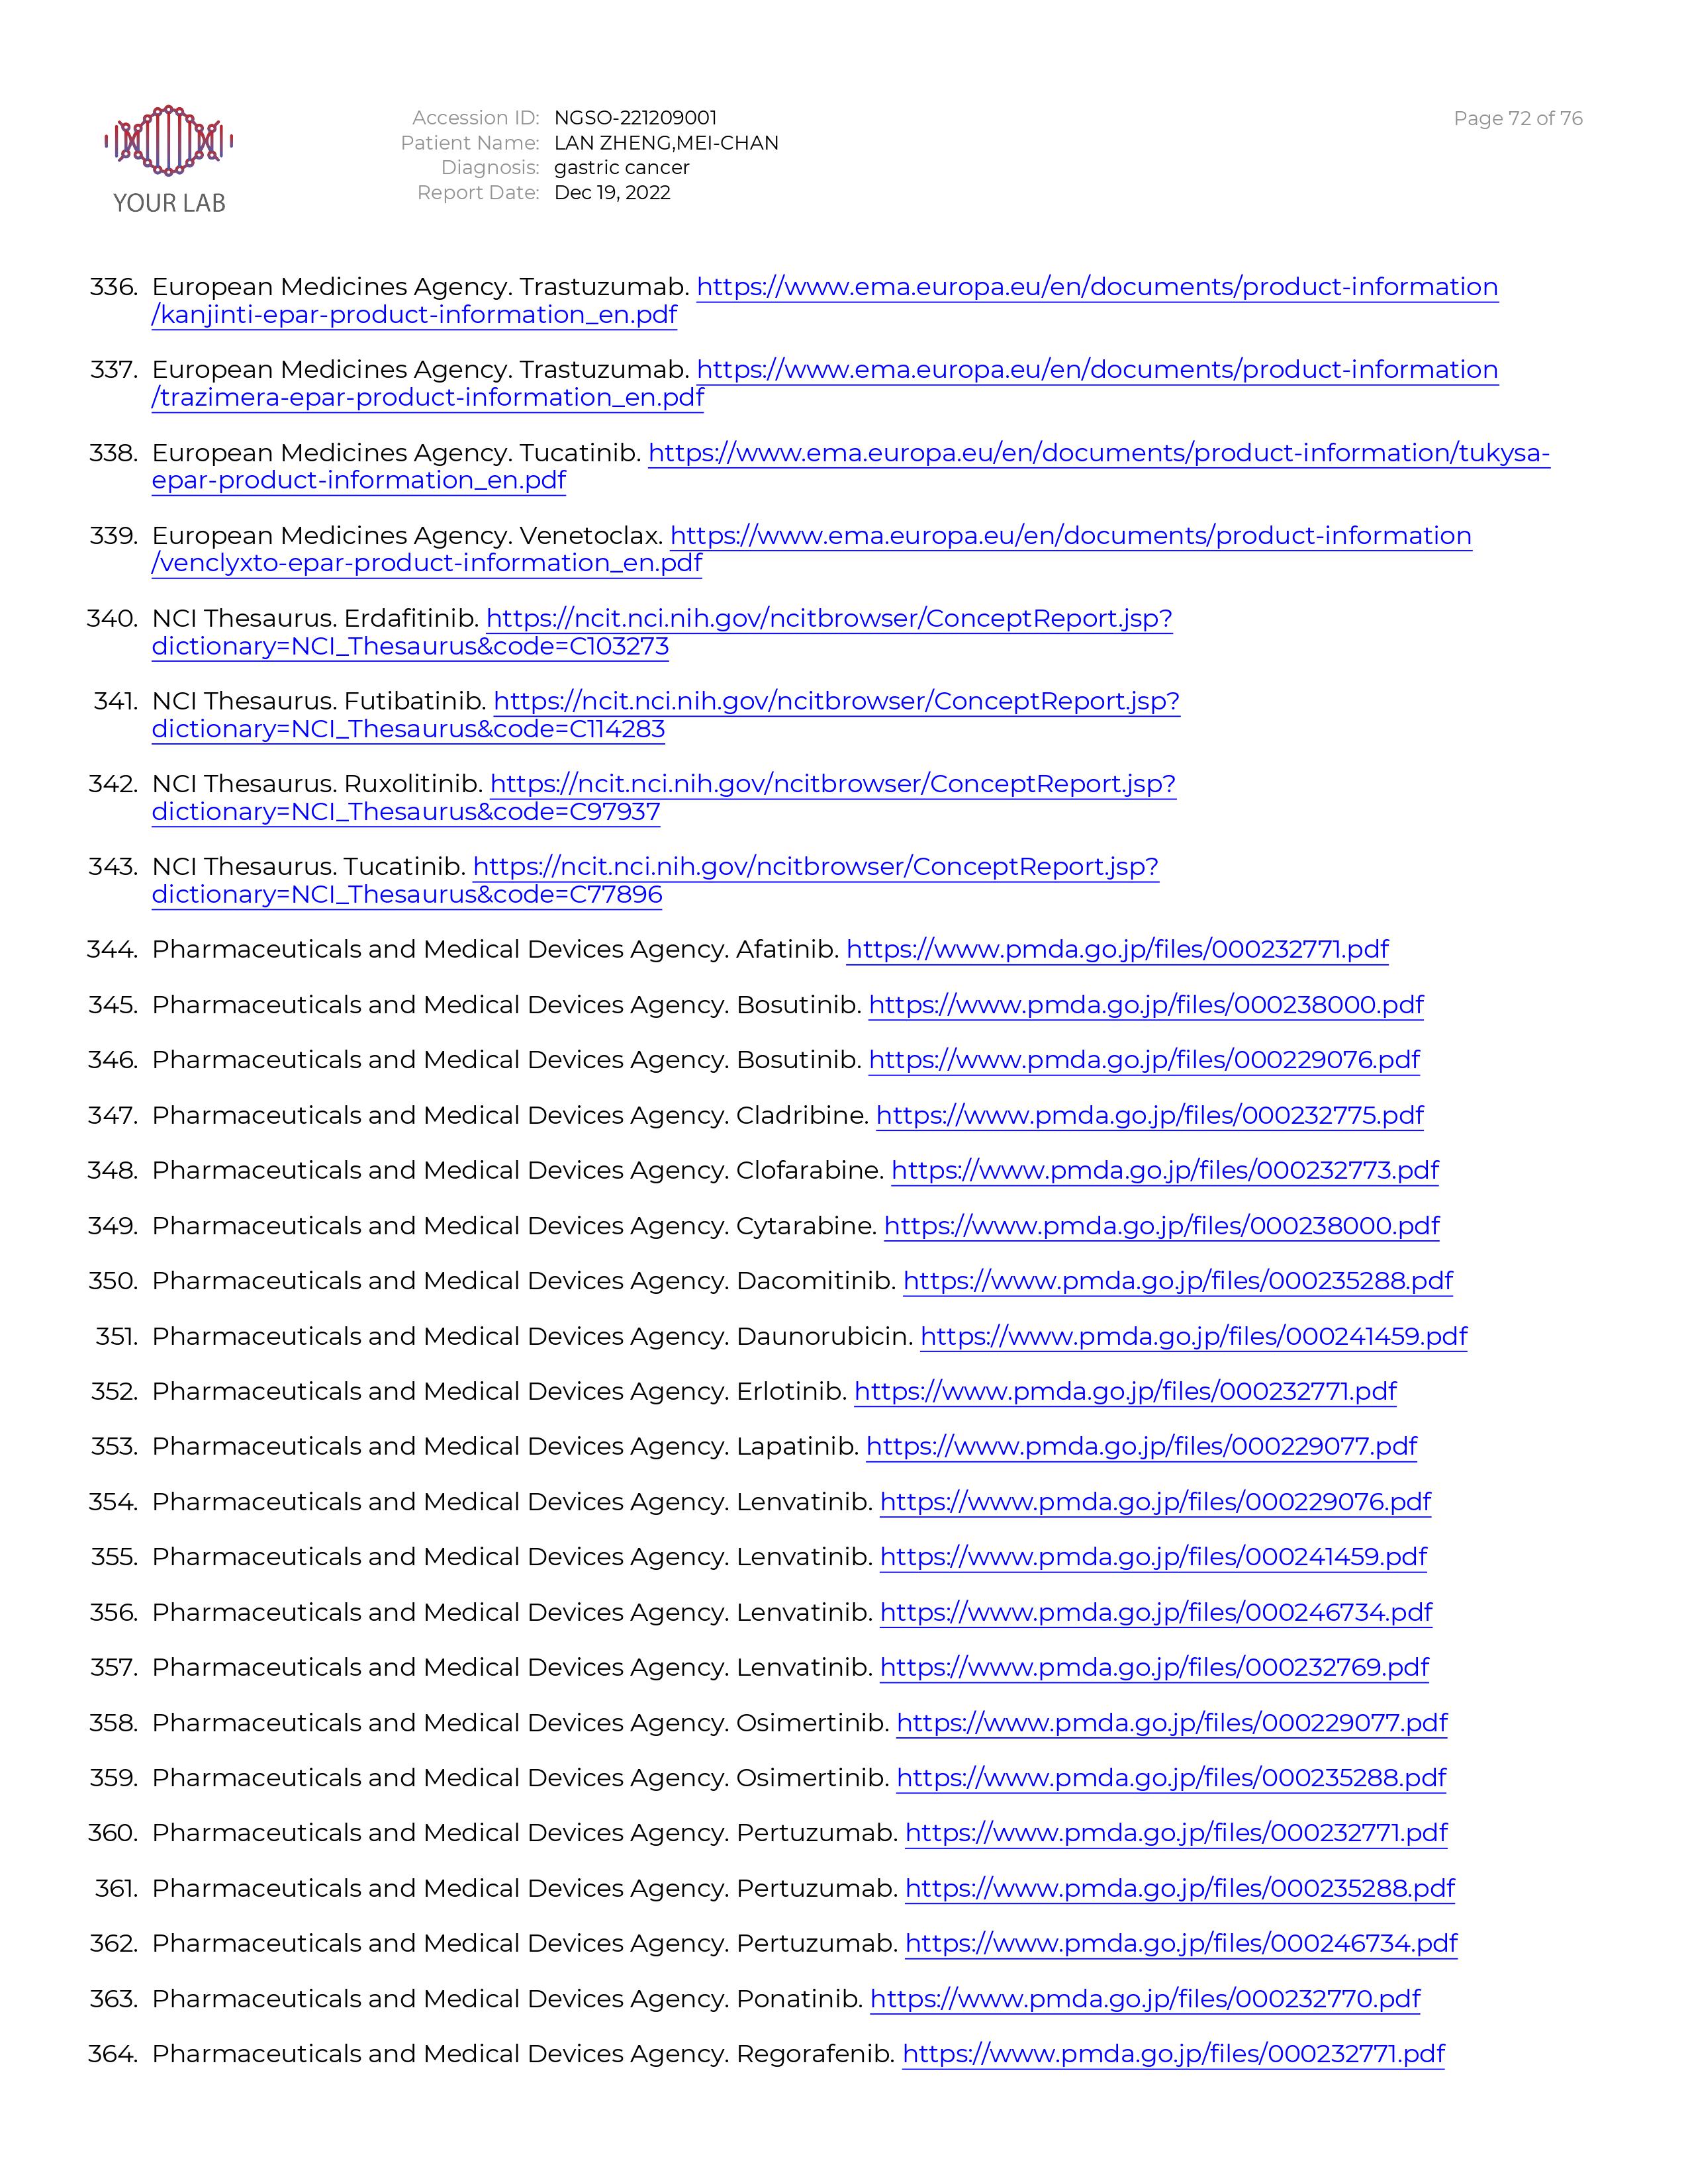 YOUR LAB
Accession ID: NGSO-221209001
Patient Name: LAN ZHENG,MEI-CHAN
Diagnosis: gastric cancer
Report Date: Dec 19, 2022
Page 72 of 76
336. European Medicines Agency. Trastuzumab. https://www.ema.europa.eu/en/documents/product-information
/kanjinti-epar-product-information_en.pdf
337. European Medicines Agency. Trastuzumab. https://www.ema.europa.eu/en/documents/product-information
/trazimera-epar-product-information_en.pdf
338. European Medicines Agency. Tucatinib. https://www.ema.europa.eu/en/documents/product-information/tukysa-
epar-product-information_en.pdf
339. European Medicines Agency. Venetoclax. https://www.ema.europa.eu/en/documents/product-information
/venclyxto-epar-product-information_en.pdf
340. NCI Thesaurus. Erdafitinib. https://ncit.nci.nih.gov/ncitbrowser/ConceptReport.jsp?
dictionary=NCI_Thesaurus&code=C103273
341. NCI Thesaurus. Futibatinib. https://ncit.nci.nih.gov/ncitbrowser/ConceptReport.jsp?
dictionary=NCI_Thesaurus&code=C114283
342. NCI Thesaurus. Ruxolitinib. https://ncit.nci.nih.gov/ncitbrowser/ConceptReport.jsp?
dictionary=NCI_Thesaurus&code=C97937
343. NCI Thesaurus. Tucatinib. https://ncit.nci.nih.gov/ncitbrowser/ConceptReport.jsp?
dictionary=NCI_Thesaurus&code=C77896
344. Pharmaceuticals and Medical Devices Agency. Afatinib. https://www.pmda.go.jp/files/000232771.pdf
345. Pharmaceuticals and Medical Devices Agency. Bosutinib. https://www.pmda.go.jp/files/000238000.pdf
346. Pharmaceuticals and Medical Devices Agency. Bosutinib. https://www.pmda.go.jp/files/000229076.pdf
347. Pharmaceuticals and Medical Devices Agency. Cladribine. https://www.pmda.go.jp/files/000232775.pdf
348. Pharmaceuticals and Medical Devices Agency. Clofarabine. https://www.pmda.go.jp/files/000232773.pdf
349. Pharmaceuticals and Medical Devices Agency. Cytarabine. https://www.pmda.go.jp/files/000238000.pdf
350. Pharmaceuticals and Medical Devices Agency. Dacomitinib. https://www.pmda.go.jp/files/000235288.pdf
351. Pharmaceuticals and Medical Devices Agency. Daunorubicin. https://www.pmda.go.jp/files/000241459.pdf
352. Pharmaceuticals and Medical Devices Agency. Erlotinib. https://www.pmda.go.jp/files/000232771.pdf
353. Pharmaceuticals and Medical Devices Agency. Lapatinib. https://www.pmda.go.jp/files/000229077.pdf
354. Pharmaceuticals and Medical Devices Agency. Lenvatinib. https://www.pmda.go.jp/files/000229076.pdf
355. Pharmaceuticals and Medical Devices Agency. Lenvatinib. https://www.pmda.go.jp/files/000241459.pdf
356. Pharmaceuticals and Medical Devices Agency. Lenvatinib. https://www.pmda.go.jp/files/000246734.pdf
357. Pharmaceuticals and Medical Devices Agency. Lenvatinib. https://www.pmda.go.jp/files/000232769.pdf
358. Pharmaceuticals and Medical Devices Agency. Osimertinib. https://www.pmda.go.jp/files/000229077.pdf
359. Pharmaceuticals and Medical Devices Agency. Osimertinib. https://www.pmda.go.jp/files/000235288.pdf
360. Pharmaceuticals and Medical Devices Agency. Pertuzumab. https://www.pmda.go.jp/files/000232771.pdf
361. Pharmaceuticals and Medical Devices Agency. Pertuzumab. https://www.pmda.go.jp/files/000235288.pdf
362. Pharmaceuticals and Medical Devices Agency. Pertuzumab. https://www.pmda.go.jp/files/000246734.pdf
363. Pharmaceuticals and Medical Devices Agency. Ponatinib. https://www.pmda.go.jp/files/000232770.pdf
364. Pharmaceuticals and Medical Devices Agency. Regorafenib. https://www.pmda.go.jp/files/000232771.pdf